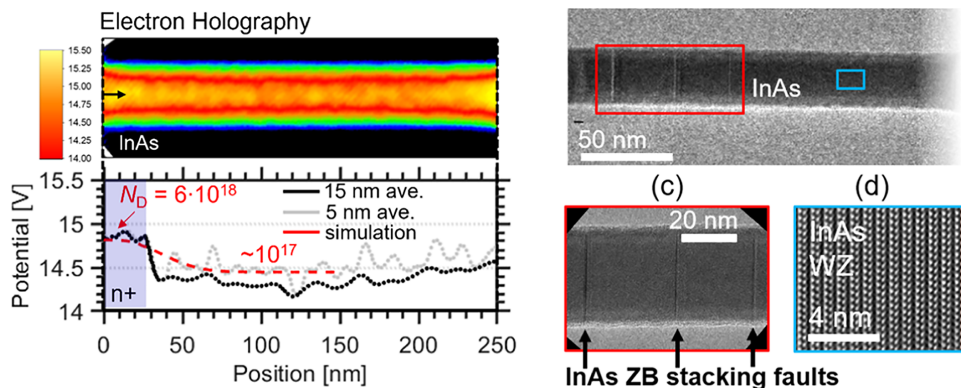 Electron Holography
15.50
15.00
14.75
14.50
14.25
14.00
InAs
15.5
15
14.5
14
Potential [V]
N_D = 6·10^18
~10^17
n+
15 nm ave.
5 nm ave.
simulation
0 50 100 150 200 250
Position [nm]
InAs
50 nm
(c) (d)
20 nm
InAs
WZ
4 nm
InAs ZB stacking faults